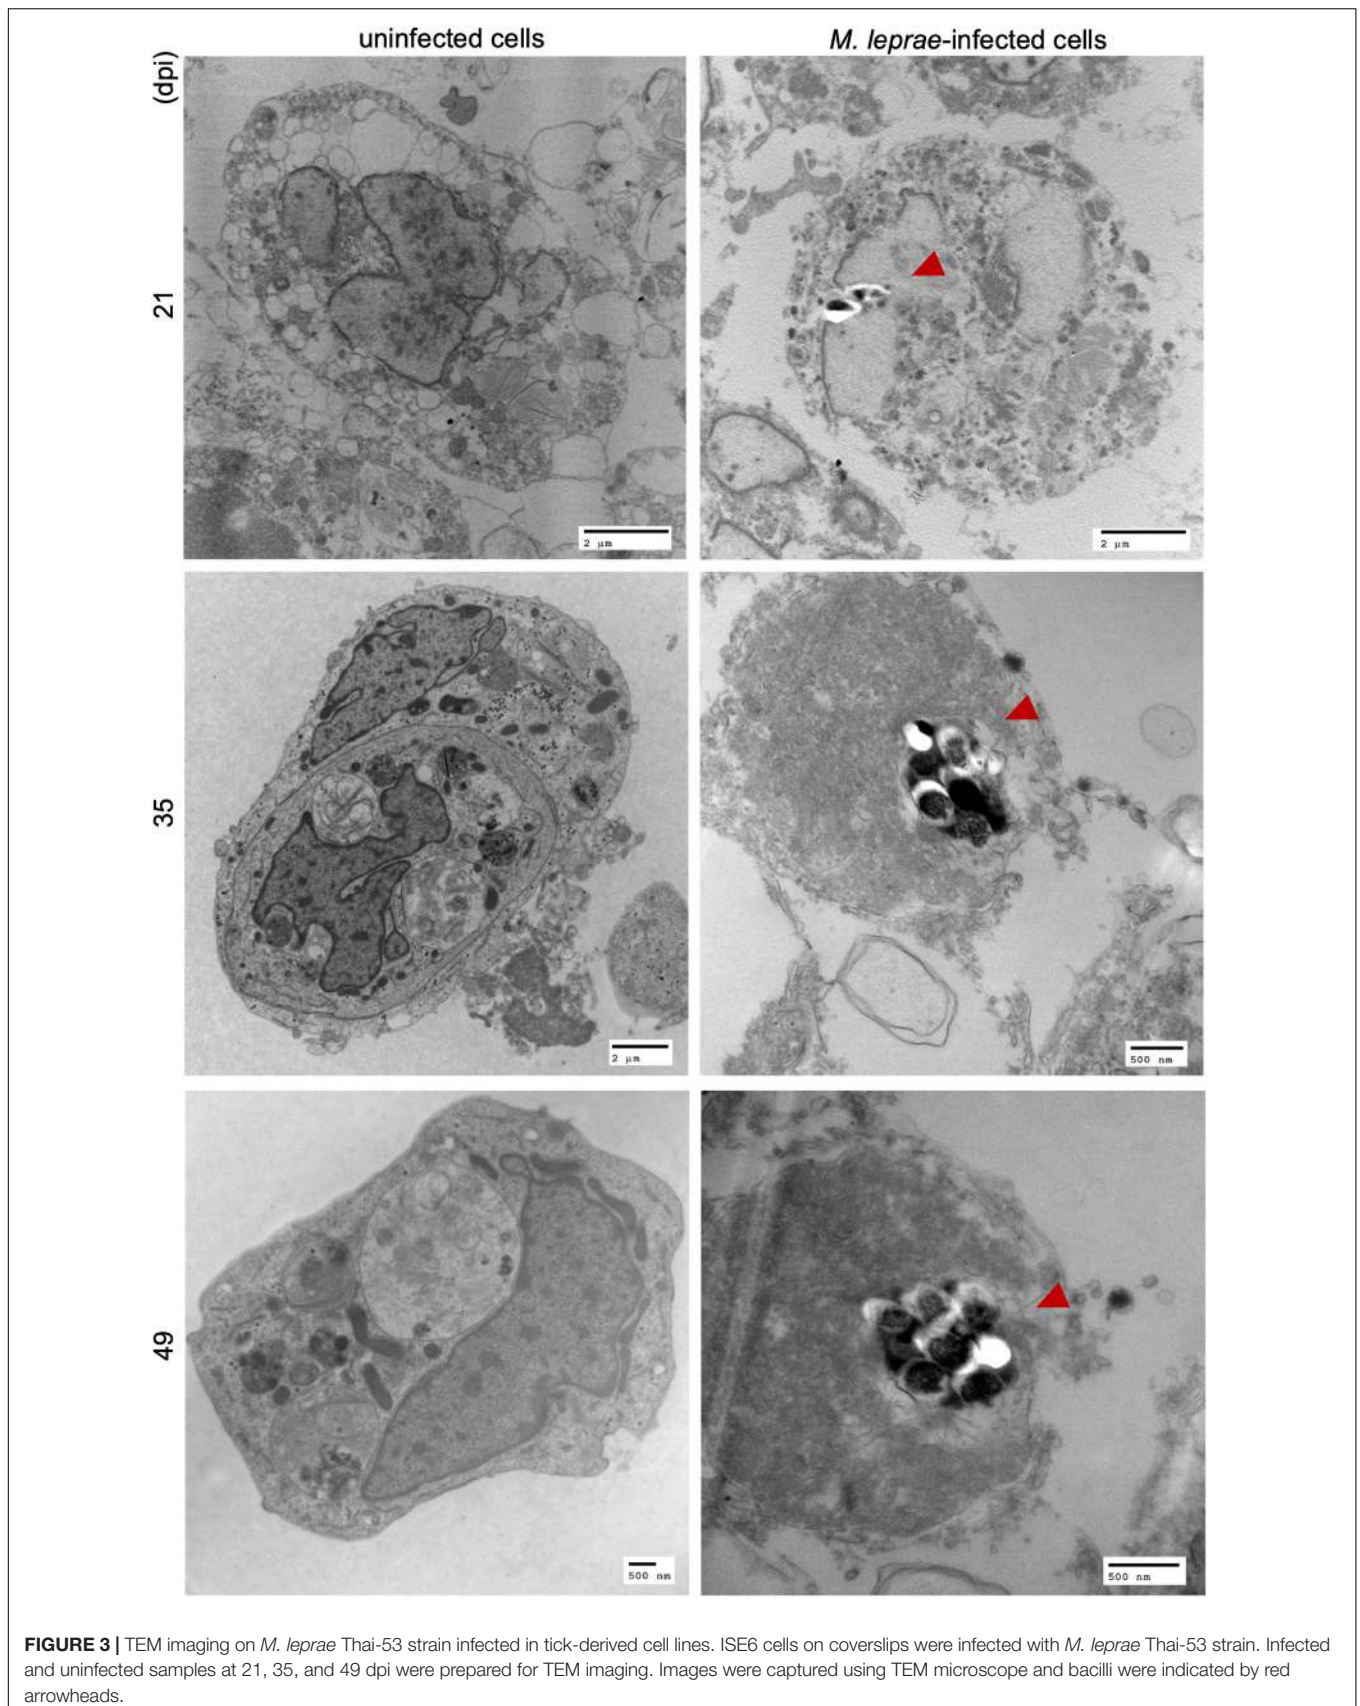 uninfected cells
M. leprae-infected cells
(dpi)
21
2 µm
2 µm
35
2 µm
500 nm
49
500 nm
500 nm
FIGURE 3 | TEM imaging on M. leprae Thai-53 strain infected in tick-derived cell lines. ISE6 cells on coverslips were infected with M. leprae Thai-53 strain. Infected
and uninfected samples at 21, 35, and 49 dpi were prepared for TEM imaging. Images were captured using TEM microscope and bacilli were indicated by red
arrowheads.